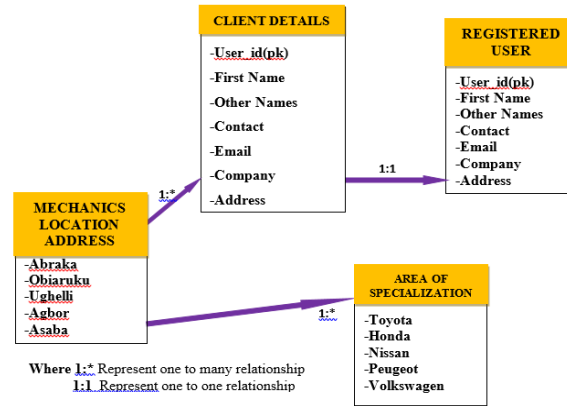 CLIENT DETAILS
-User_id(pk)
-First Name
-Other Names
-Contact
-Email
-Company
-Address
REGISTERED
USER
-User_id(pk)
-First Name
-Other Names
-Contact
-Email
-Company
-Address
1:1
1:*
MECHANICS
LOCATION
ADDRESS
-Abraka
-Obiaruku
-Ughelli
-Agbor
-Asaba
AREA OF
SPECIALIZATION
-Toyota
-Honda
-Nissan
-Peugeot
-Volkswagen
1:*
Where 1:* Represent one to many relationship
1:1 Represent one to one relationship